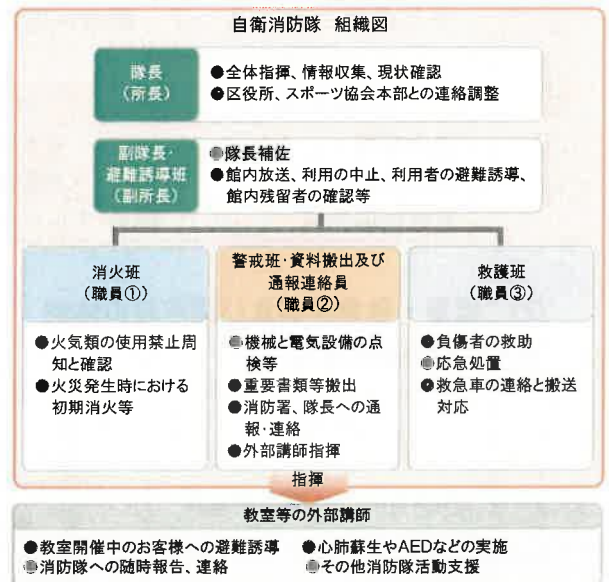 自衛消防隊 組織図
隊長
(所長)
●全体指揮、情報収集、現状確認
●区役所、スポーツ協会本部との連絡調整
副隊長・
避難誘導班
(副所長)
●隊長補佐
●館内放送、利用の中止、利用者の避難誘導、
館内残留者の確認等
消火班
(職員①)
●火気類の使用禁止周
知と確認
●火災発生時における
初期消火等
警戒班・資料搬出及び
通報連絡員
(職員②)
●機械と電気設備の点
検等
●重要書類等搬出
●消防署、隊長への通
報・連絡
●外部講師指揮
救護班
(職員③)
●負傷者の救助
●応急処置
●救急車の連絡と搬送
対応
指揮
教室等の外部講師
●教室開催中のお客様への避難誘導
●消防隊への随時報告、連絡
●心肺蘇生やAEDなどの実施
●その他消防隊活動支援